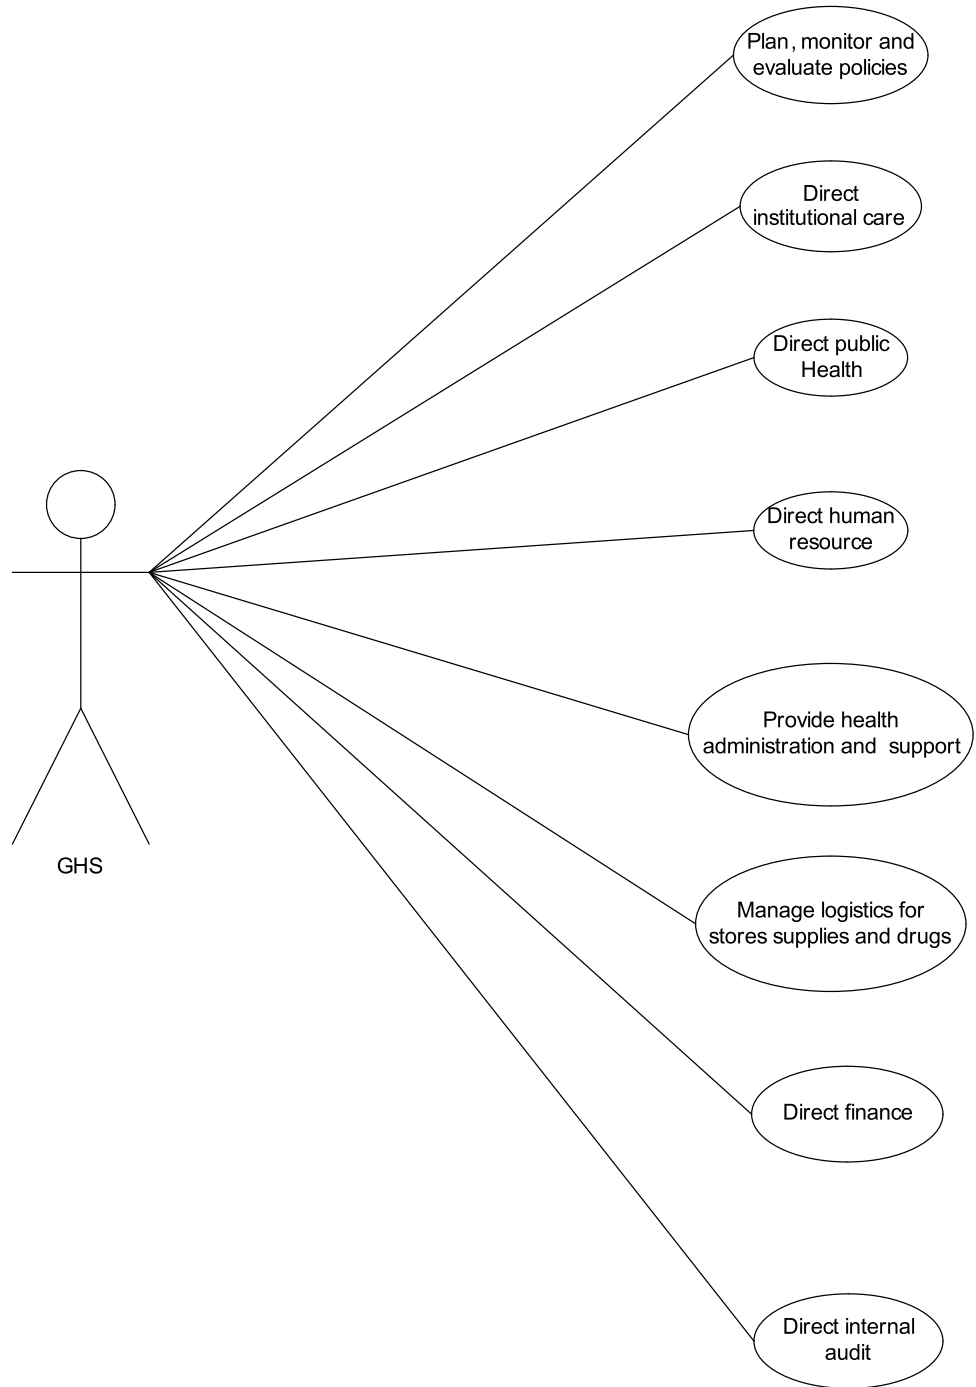 Plan, monitor and
evaluate policies
Direct
institutional care
Direct public
Health
Direct human
resource
Provide health
administration and support
GHS
Manage logistics for
stores supplies and drugs
Direct finance
Direct internal
audit